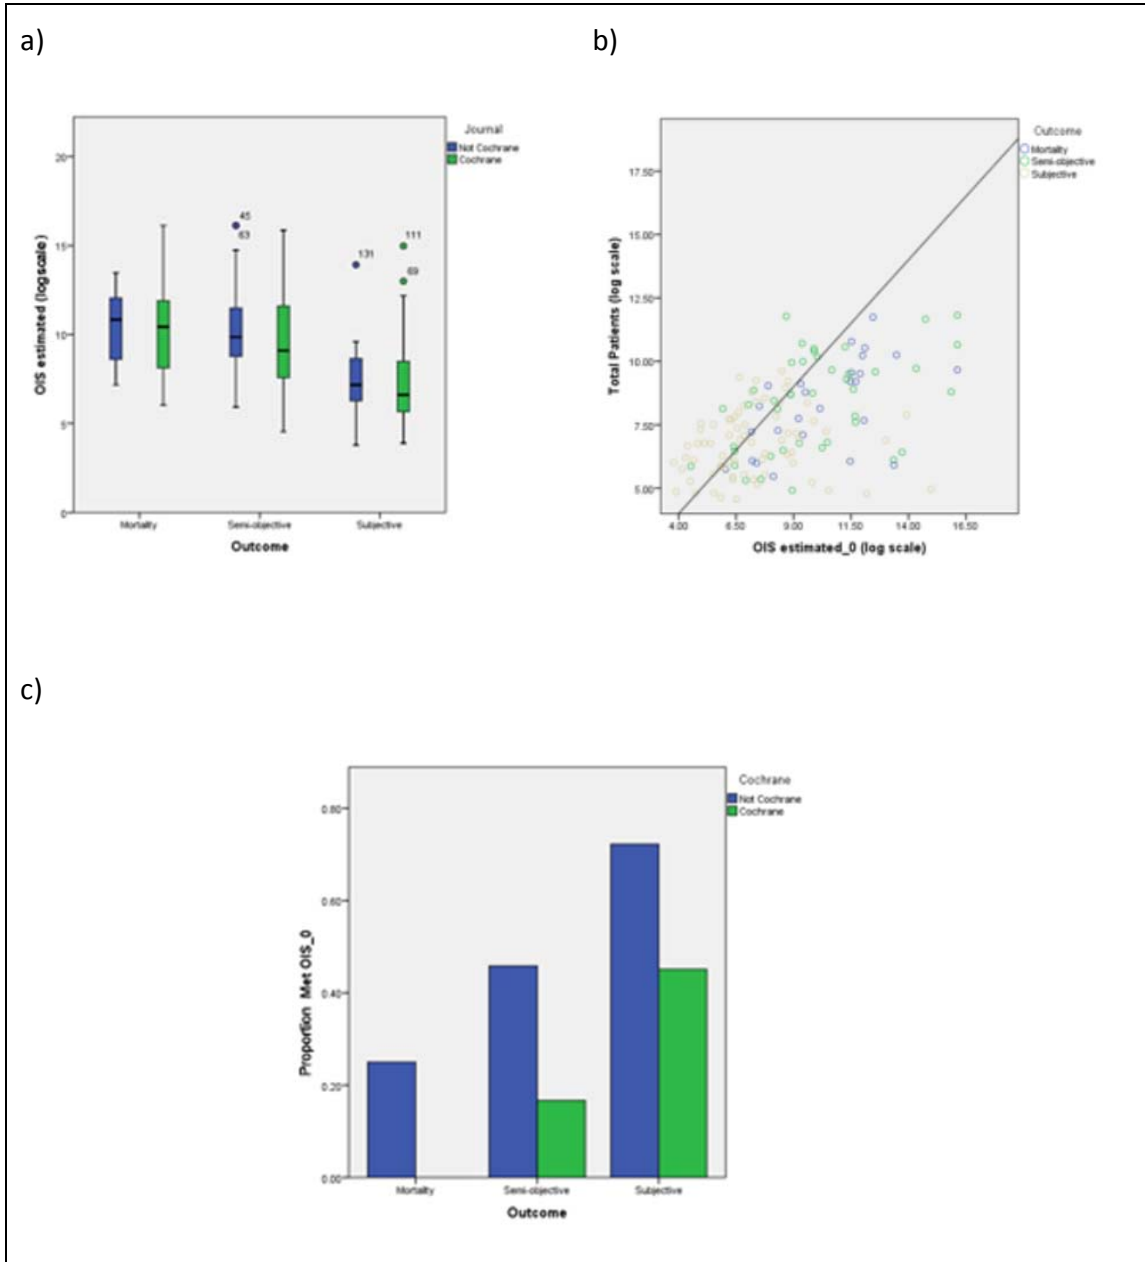 a)
Journal
Not Cochrane
Cochrane
OIS estimated (logscale)
20
15
10
5
0
45
63
131
111
69
Mortality
Semi-objective
Subjective
Outcome
b)
Outcome
Mortality
Semi-objective
Subjective
Total Patients (log scale)
17.50
15.00
12.50
10.00
7.50
5.00
4.00
6.50
9.00
11.50
14.00
16.50
OIS estimated_0 (log scale)
c)
Cochrane
Not Cochrane
Cochrane
Proportion Met OIS_0
0.80
0.60
0.40
0.20
0.00
Mortality
Semi-objective
Subjective
Outcome